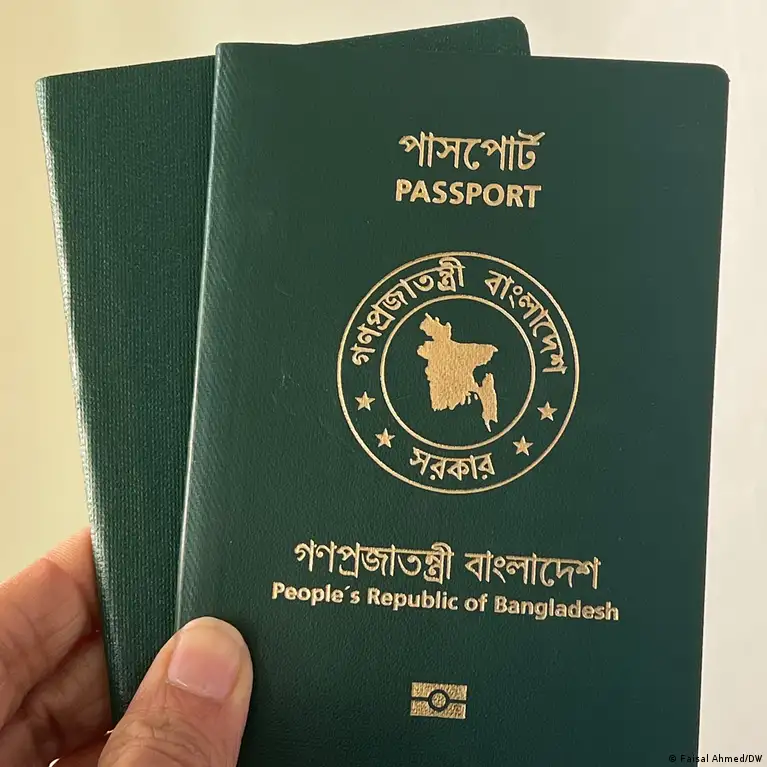 পাসপোর্ট
PASSPORT
গণপ্রজাতন্ত্রী বাংলাদেশ
সরকার
গণপ্রজাতন্ত্রী বাংলাদেশ
People's Republic of Bangladesh
© Faisal Ahmed/DW